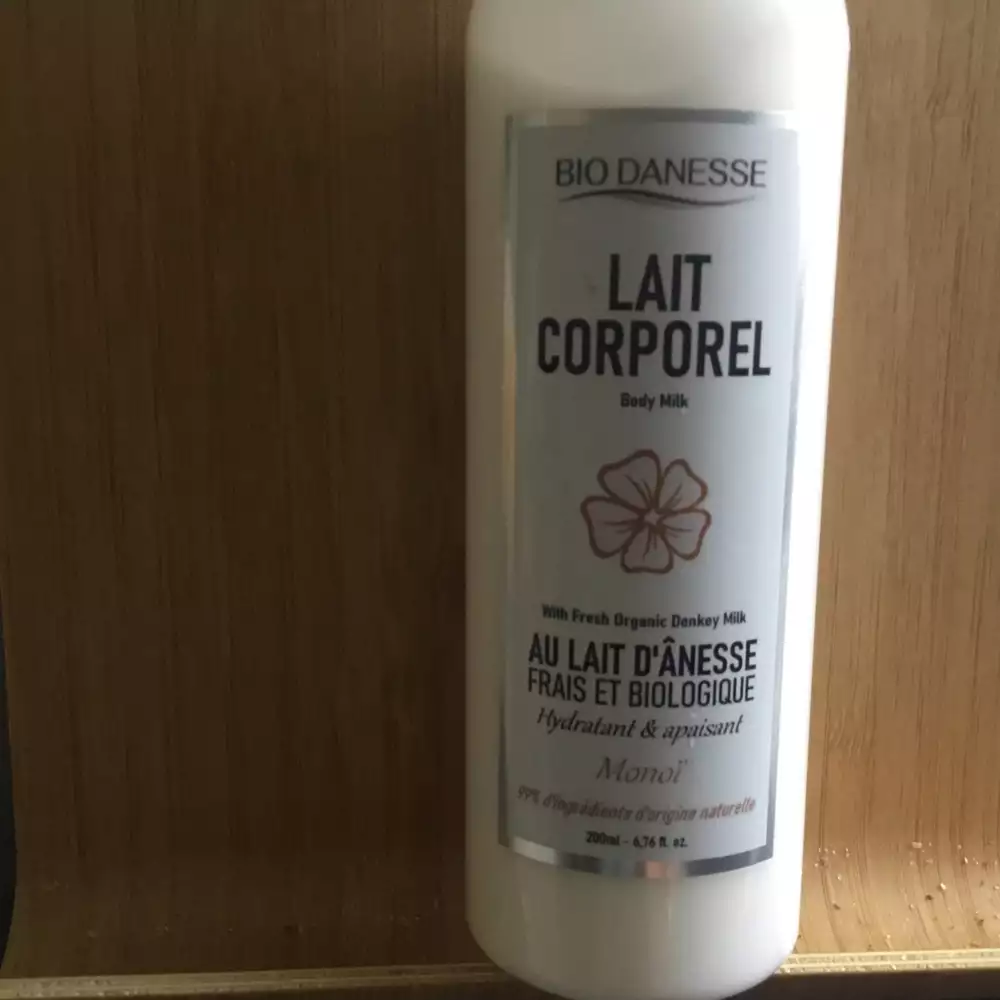 BIO DANESSE
LAIT
CORPOREL
Body Milk
With Fresh Organic Donkey Milk
AU LAIT D'ÂNESSE
FRAIS ET BIOLOGIQUE
Hydratant & apaisant
Monoï
99% d'ingrédients d'origine naturelle
200ml - 6,76 fl. oz.